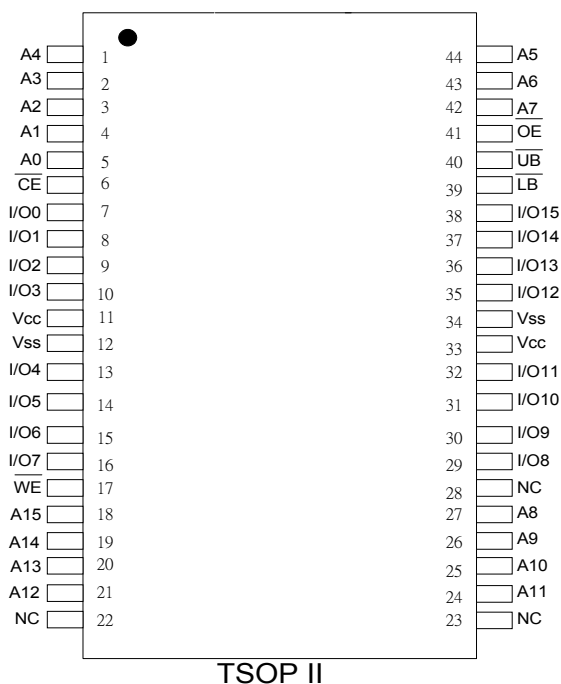 A4 1 44 A5
A3 2 43 A6
A2 3 42 A7
A1 4 41 OE
A0 5 40 UB
CE 6 39 LB
I/O0 7 38 I/O15
I/O1 8 37 I/O14
I/O2 9 36 I/O13
I/O3 10 35 I/O12
Vcc 11 34 Vss
Vss 12 33 Vcc
I/O4 13 32 I/O11
I/O5 14 31 I/O10
I/O6 15 30 I/O9
I/O7 16 29 I/O8
WE 17 28 NC
A15 18 27 A8
A14 19 26 A9
A13 20 25 A10
A12 21 24 A11
NC 22 23 NC
TSOP II